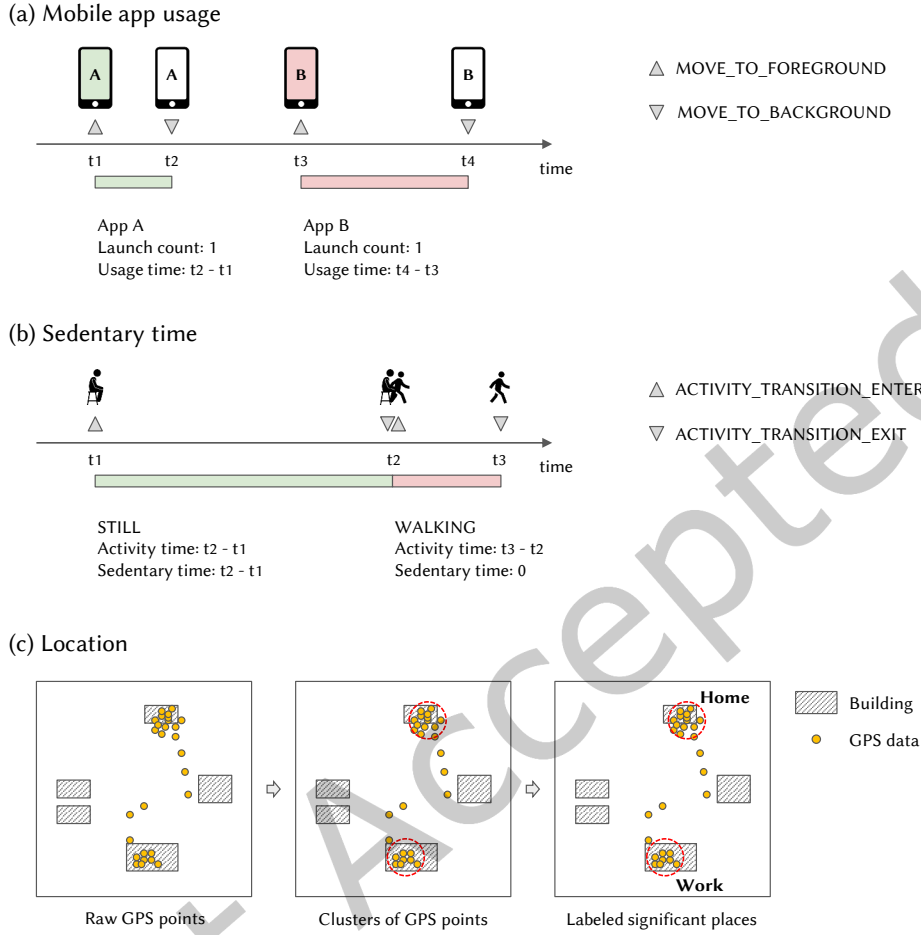 (a) Mobile app usage
A A B B
MOVE_TO_FOREGROUND
MOVE_TO_BACKGROUND
t1 t2 t3 t4 time
App A
Launch count: 1
Usage time: t2 - t1
App B
Launch count: 1
Usage time: t4 - t3
(b) Sedentary time
ACTIVITY_TRANSITION_ENTER
ACTIVITY_TRANSITION_EXIT
t1 t2 t3 time
STILL
Activity time: t2 - t1
Sedentary time: t2 - t1
WALKING
Activity time: t3 - t2
Sedentary time: 0
(c) Location
Home
Work
Building
GPS data
Raw GPS points
Clusters of GPS points
Labeled significant places
Accepted